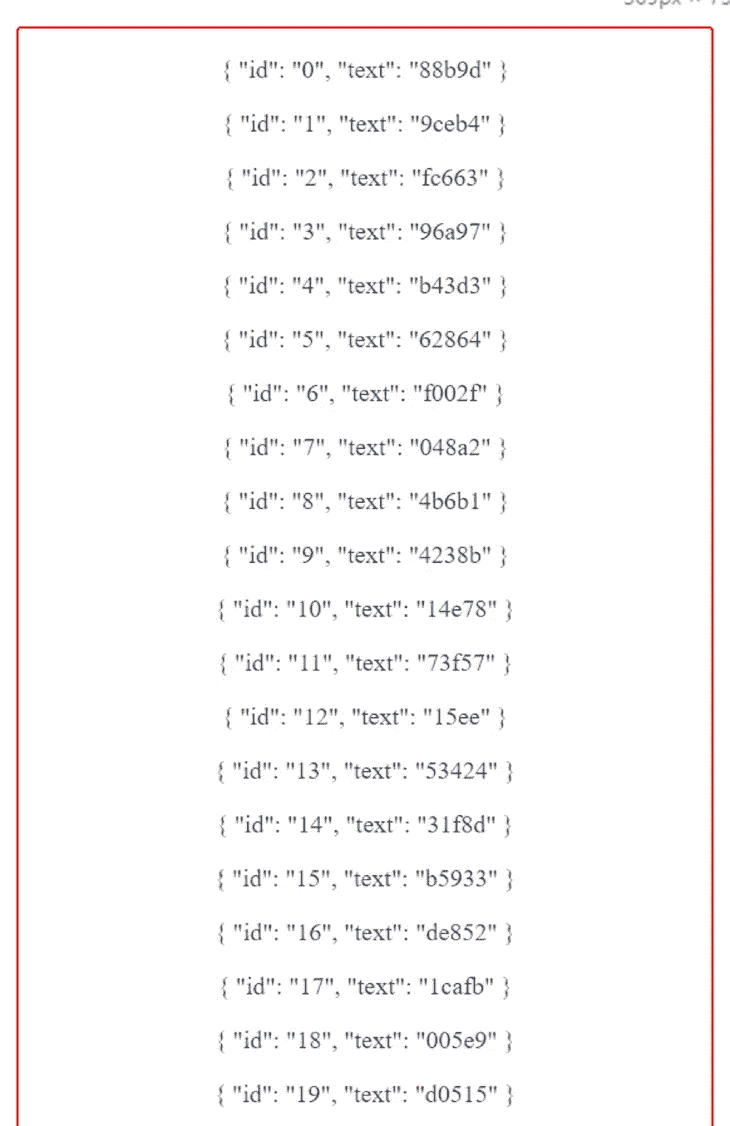 { "id": "0", "text": "88b9d" }
{ "id": "1", "text": "9ceb4" }
{ "id": "2", "text": "fc663" }
{ "id": "3", "text": "96a97" }
{ "id": "4", "text": "b43d3" }
{ "id": "5", "text": "62864" }
{ "id": "6", "text": "f002f" }
{ "id": "7", "text": "048a2" }
{ "id": "8", "text": "4b6b1" }
{ "id": "9", "text": "4238b" }
{ "id": "10", "text": "14e78" }
{ "id": "11", "text": "73f57" }
{ "id": "12", "text": "15ee" }
{ "id": "13", "text": "53424" }
{ "id": "14", "text": "31f8d" }
{ "id": "15", "text": "b5933" }
{ "id": "16", "text": "de852" }
{ "id": "17", "text": "1cafb" }
{ "id": "18", "text": "005e9" }
{ "id": "19", "text": "d0515" }